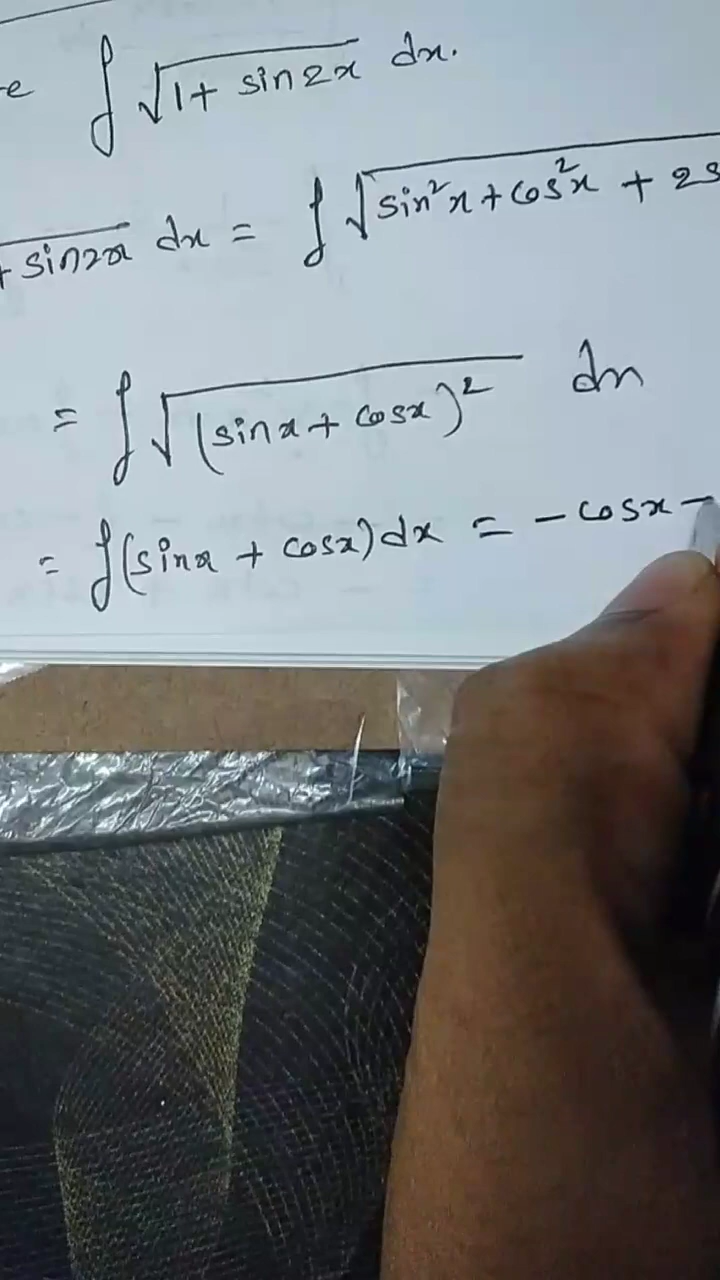 ∫ √(1 + sin2x) dx.
+ sin2x dx = ∫ √(sin²x + cos²x + 2s
= ∫ √(sinx + cosx)² dx
= ∫(sinx + cosx)dx = - cosx -